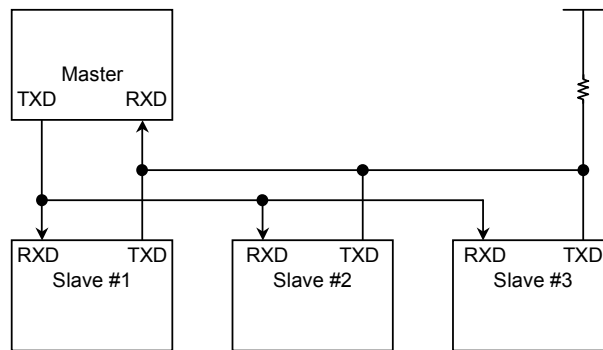 Master
TXD RXD
RXD TXD RXD TXD RXD TXD
Slave #1 Slave #2 Slave #3